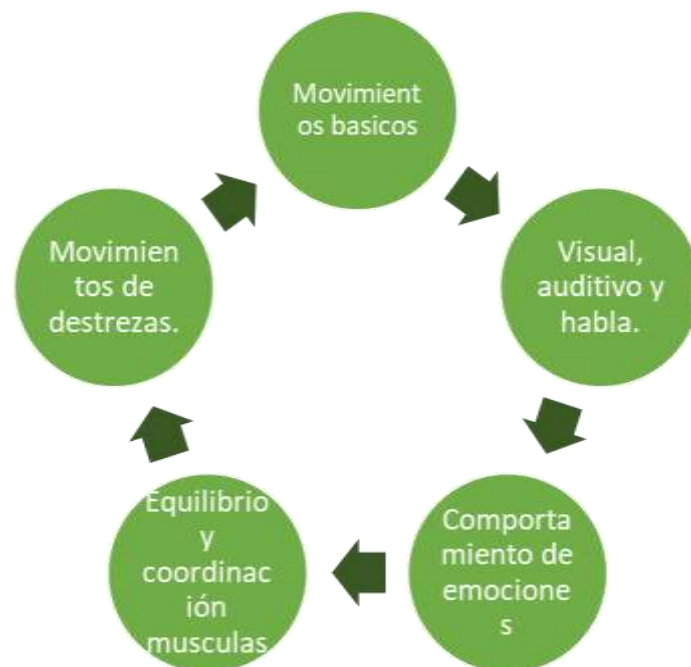 Movimient
os basicos
Visual,
auditivo y
habla.
Comporta
miento de
emocione
s
Equilibrio
y
coordinac
ión
musculas
Movimien
tos de
destrezas.